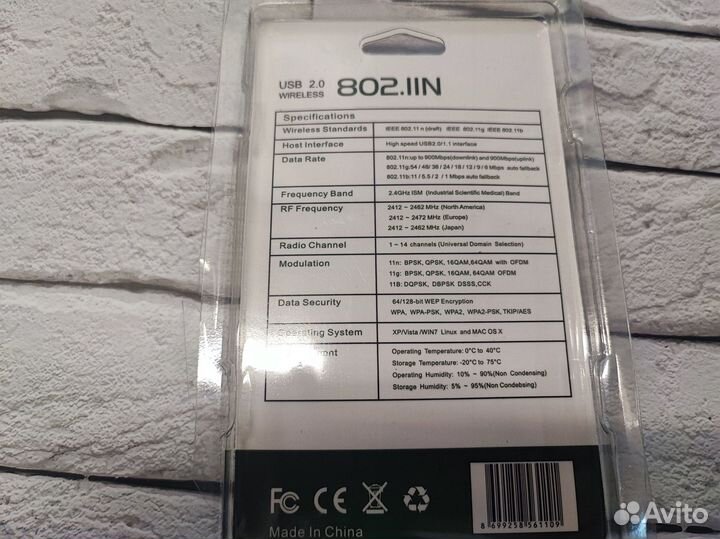 USB 2.0
WIRELESS
802.IIN
Specifications
Wireless Standards IEEE 802.11 n (draft) IEEE 802.11g IEEE 802.11b
Host Interface High speed USB2.0/1.1 interface
Data Rate 802.11n:up to 900Mbps(downlink) and 900Mbps(uplink)
802.11g:54 / 48/ 36 / 24 / 18 / 12 / 9 / 6 Mbps auto fallback
802.11b:11 / 5.5 / 2 / 1 Mbps auto fallback
Frequency Band 2.4GHz ISM (Industrial Scientific Medical) Band
RF Frequency 2412 ~ 2462 MHz (North America)
2412 ~ 2472 MHz (Europe)
2412 ~ 2462 MHz (Japan)
Radio Channel 1 ~ 14 channels (Universal Domain Selection)
Modulation 11n: BPSK, QPSK, 16QAM,64QAM with OFDM
11g: BPSK, QPSK, 16QAM, 64QAM OFDM
11B: DQPSK, DBPSK DSSS,CCK
Data Security 64/128-bit WEP Encryption
WPA, WPA-PSK, WPA2, WPA2-PSK, TKIP/AES
Operating System XP/Vista /WIN7 Linux and MAC OS X
Operating Temperature: 0°C to 40°C
Storage Temperature: -20°C to 75°C
Operating Humidity: 10% ~ 90%(Non Condensing)
Storage Humidity: 5% ~ 95%(Non Condebsing)
FC CE
Made In China
8 699258 561109
Avito